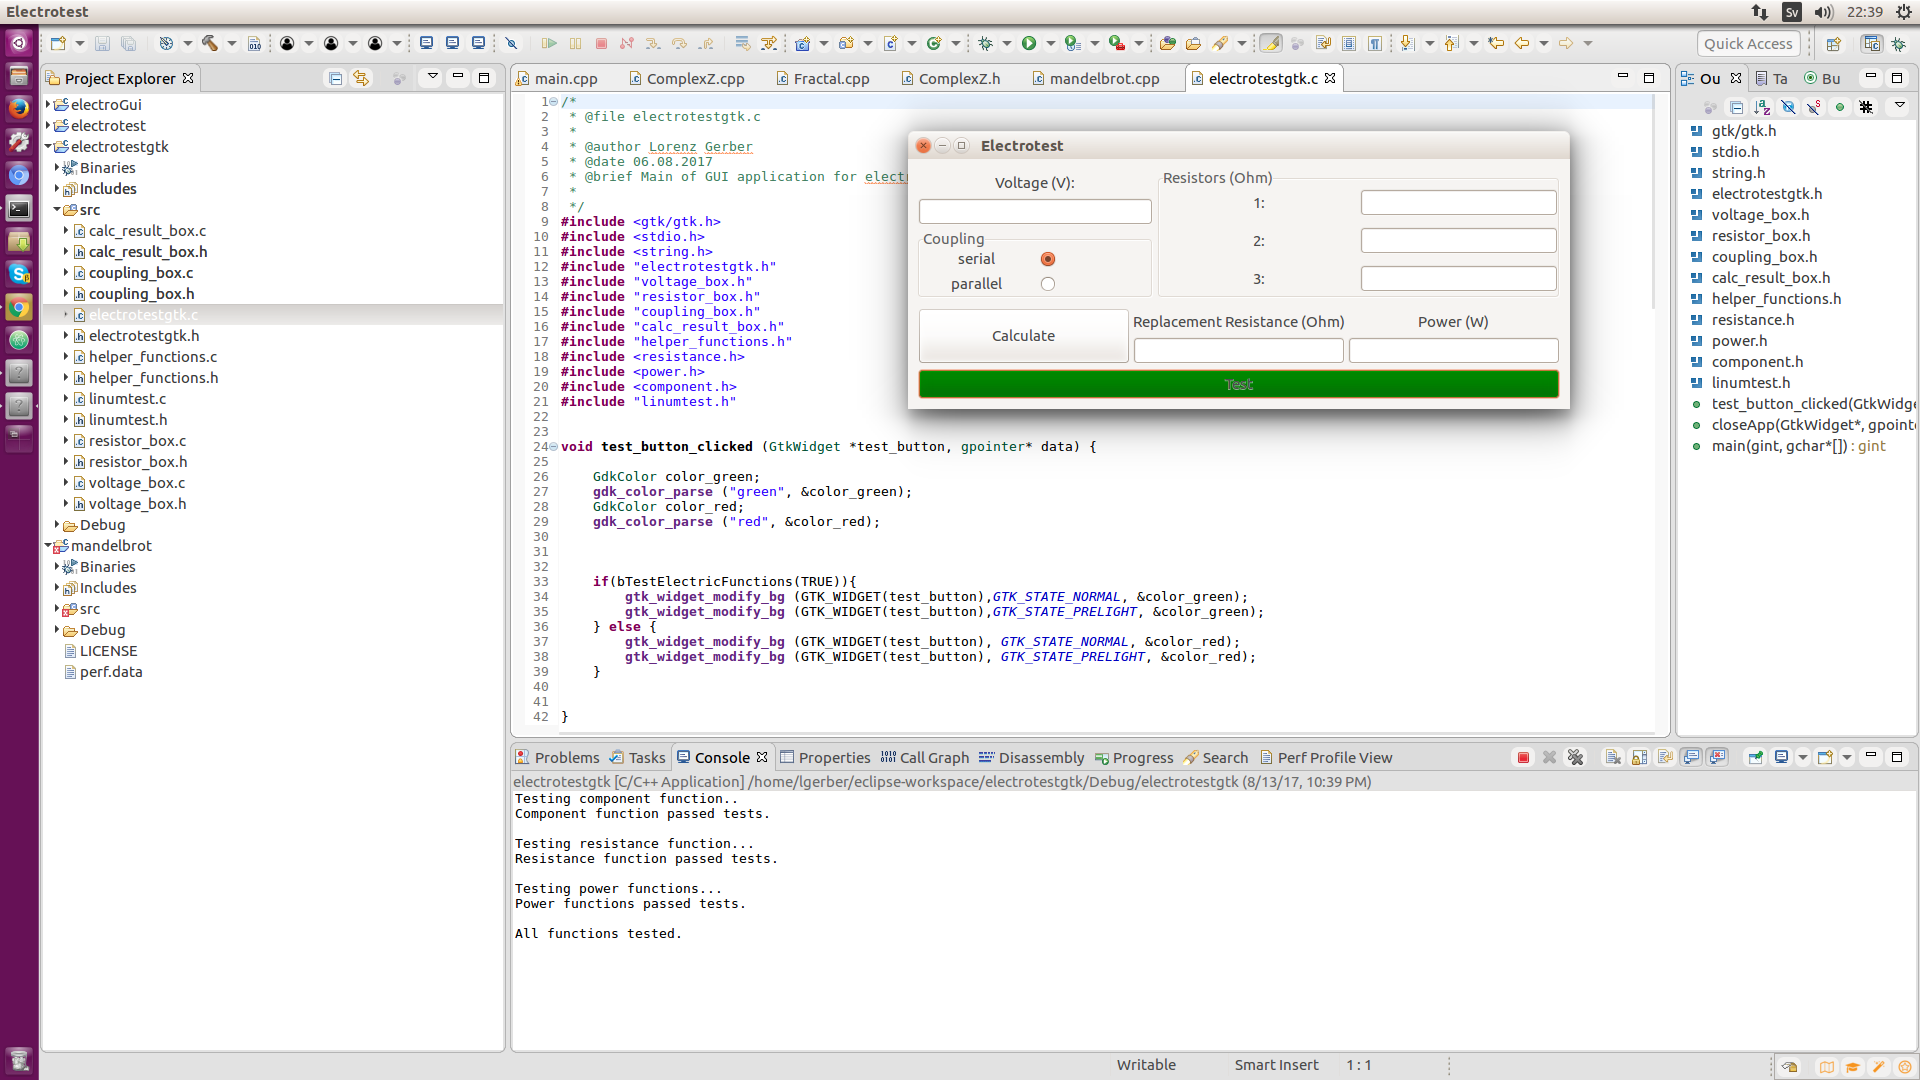 Electrotest
Sv
22:39
Quick Access
Project Explorer
electroGui
electrotest
electrotestgtk
Binaries
Includes
src
calc_result_box.c
calc_result_box.h
coupling_box.c
coupling_box.h
electrotestgtk.c
electrotestgtk.h
helper_functions.c
helper_functions.h
linumtest.c
linumtest.h
resistor_box.c
resistor_box.h
voltage_box.c
voltage_box.h
Debug
mandelbrot
Binaries
Includes
src
Debug
LICENSE
perf.data
main.cpp ComplexZ.cpp Fractal.cpp ComplexZ.h mandelbrot.cpp electrotestgtk.c
1 /*
2  * @file electrotestgtk.c
3  *
4  * @author Lorenz Gerber
5  * @date 06.08.2017
6  * @brief Main of GUI application for electr
7  *
8  */
9 #include <gtk/gtk.h>
10 #include <stdio.h>
11 #include <string.h>
12 #include "electrotestgtk.h"
13 #include "voltage_box.h"
14 #include "resistor_box.h"
15 #include "coupling_box.h"
16 #include "calc_result_box.h"
17 #include "helper_functions.h"
18 #include <resistance.h>
19 #include <power.h>
20 #include <component.h>
21 #include "linumtest.h"
22
23
24 void test_button_clicked (GtkWidget *test_button, gpointer* data) {
25
26     GdkColor color_green;
27     gdk_color_parse ("green", &color_green);
28     GdkColor color_red;
29     gdk_color_parse ("red", &color_red);
30
31
32
33     if(bTestElectricFunctions(TRUE)){
34         gtk_widget_modify_bg (GTK_WIDGET(test_button),GTK_STATE_NORMAL, &color_green);
35         gtk_widget_modify_bg (GTK_WIDGET(test_button),GTK_STATE_PRELIGHT, &color_green);
36     } else {
37         gtk_widget_modify_bg (GTK_WIDGET(test_button), GTK_STATE_NORMAL, &color_red);
38         gtk_widget_modify_bg (GTK_WIDGET(test_button), GTK_STATE_PRELIGHT, &color_red);
39     }
40
41
42 }
Electrotest
Voltage (V):
Coupling
serial
parallel
Resistors (Ohm)
1:
2:
3:
Calculate
Replacement Resistance (Ohm)
Power (W)
Test
Ou Ta Bu
gtk/gtk.h
stdio.h
string.h
electrotestgtk.h
voltage_box.h
resistor_box.h
coupling_box.h
calc_result_box.h
helper_functions.h
resistance.h
power.h
component.h
linumtest.h
test_button_clicked(GtkWidge
closeApp(GtkWidget*, gpoint
main(gint, gchar*[]) : gint
Problems Tasks Console Properties Call Graph Disassembly Progress Search Perf Profile View
electrotestgtk [C/C++ Application] /home/lgerber/eclipse-workspace/electrotestgtk/Debug/electrotestgtk (8/13/17, 10:39 PM)
Testing component function..
Component function passed tests.
Testing resistance function...
Resistance function passed tests.
Testing power functions...
Power functions passed tests.
All functions tested.
Writable Smart Insert 1 : 1